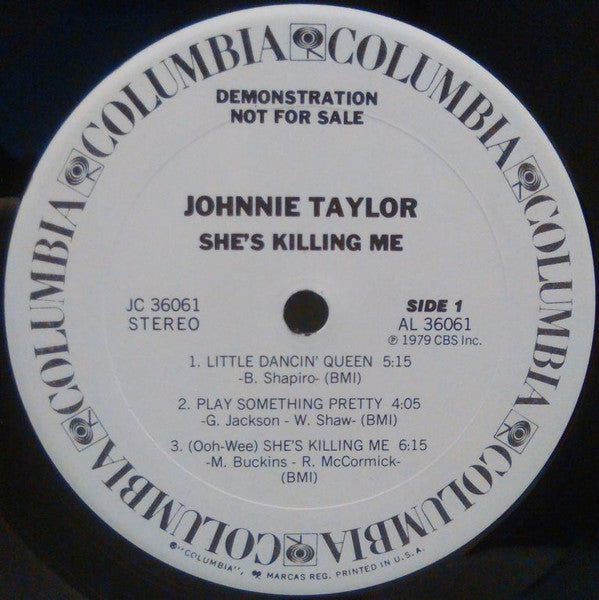 COLUMBIA COLUMBIA COLUMBIA COLUMBIA COLUMBIA COLUMBIA
DEMONSTRATION
NOT FOR SALE
JOHNNIE TAYLOR
SHE'S KILLING ME
JC 36061
STEREO
SIDE 1
AL 36061
℗ 1979 CBS Inc.
1. LITTLE DANCIN' QUEEN 5:15
-B. Shapiro- (BMI)
2. PLAY SOMETHING PRETTY 4:05
-G. Jackson - W. Shaw- (BMI)
3. (Ooh-Wee) SHE'S KILLING ME 6:15
-M. Buckins - R. McCormick-
(BMI)
©"COLUMBIA", MARCAS REG. PRINTED IN U.S.A.